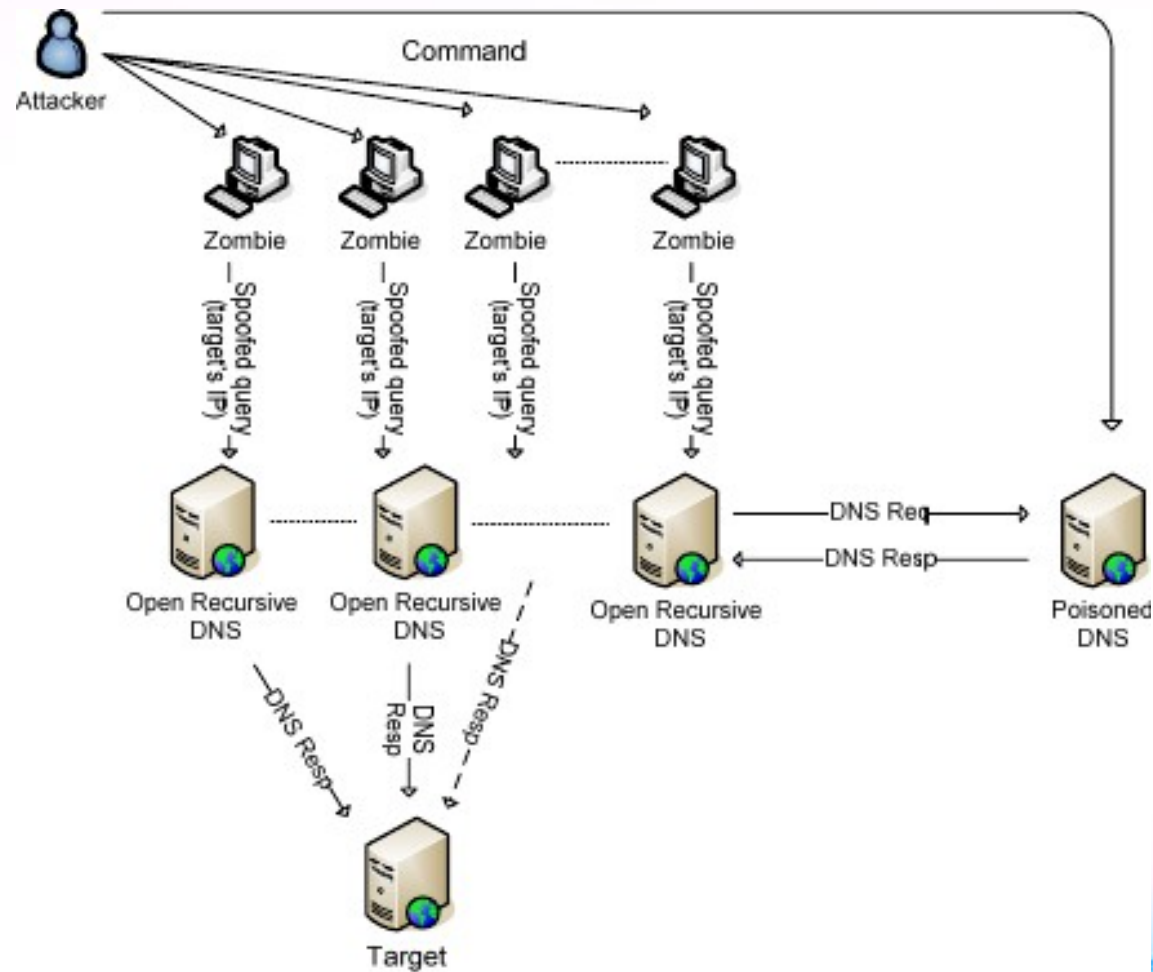 Command
Attacker
Zombie
Zombie
Zombie
Zombie
Spoofed query
(target's IP)
Spoofed query
(target's IP)
Spoofed query
(target's IP)
Spoofed query
(target's IP)
DNS Req
DNS Resp
Open Recursive
DNS
Open Recursive
DNS
Open Recursive
DNS
Poisoned
DNS
DNS Resp
DNS
Resp
DNS Resp
Target